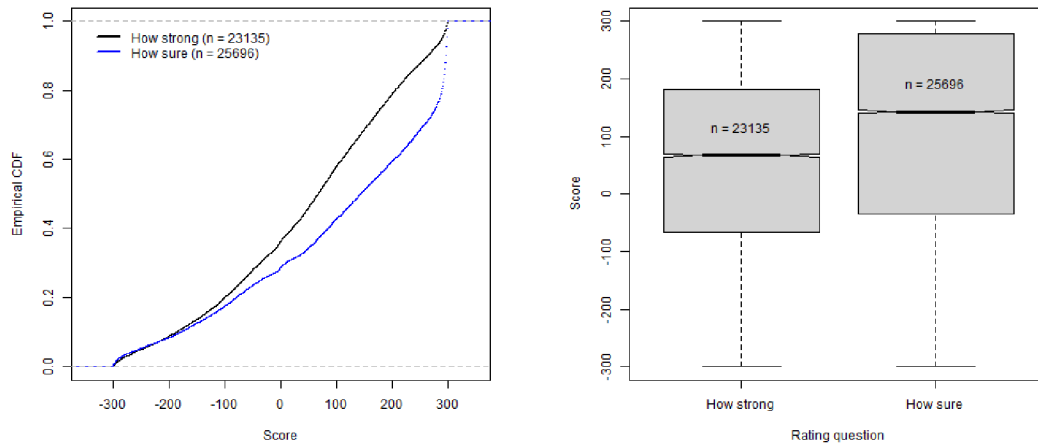 How strong (n = 23135)
How sure (n = 25696)
Empirical CDF
0.0
0.2
0.4
0.6
0.8
1.0
-300
-200
-100
0
100
200
300
Score
n = 23135
n = 25696
Score
-300
-200
-100
0
100
200
300
How strong
How sure
Rating question